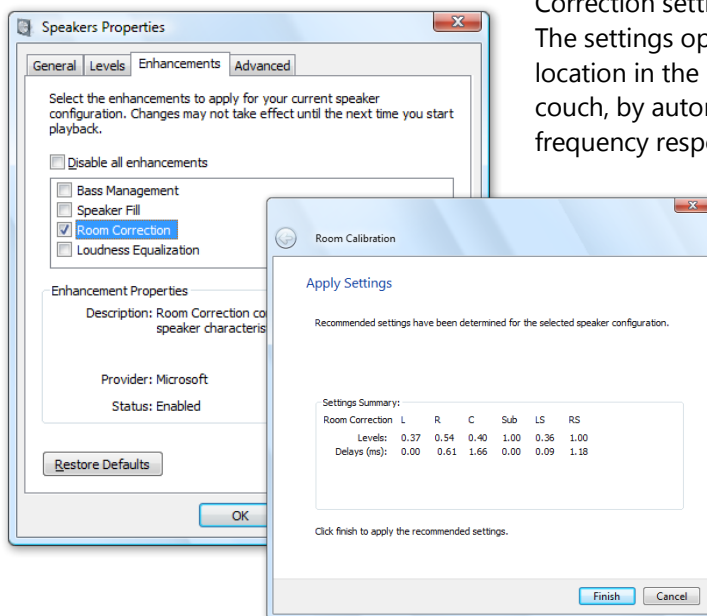 Correction
The settings
location in the
couch, by
frequency
Speakers Properties
General Levels Enhancements Advanced
Select the enhancements to apply for your current speaker
configuration. Changes may not take effect until the next time you start
playback.
Disable all enhancements
Bass Management
Speaker Fill
Room Correction
Loudness Equalization
Enhancement Properties
Description: Room Correction
speaker
Provider: Microsoft
Status: Enabled
Restore Defaults
OK
Room Calibration
Apply Settings
Recommended settings have been determined for the selected speaker configuration.
Settings Summary:
Room Correction L R C Sub LS RS
Levels: 0.37 0.54 0.40 1.00 0.36 1.00
Delays (ms): 0.00 0.61 1.66 0.00 0.09 1.18
Click finish to apply the recommended settings.
Finish Cancel